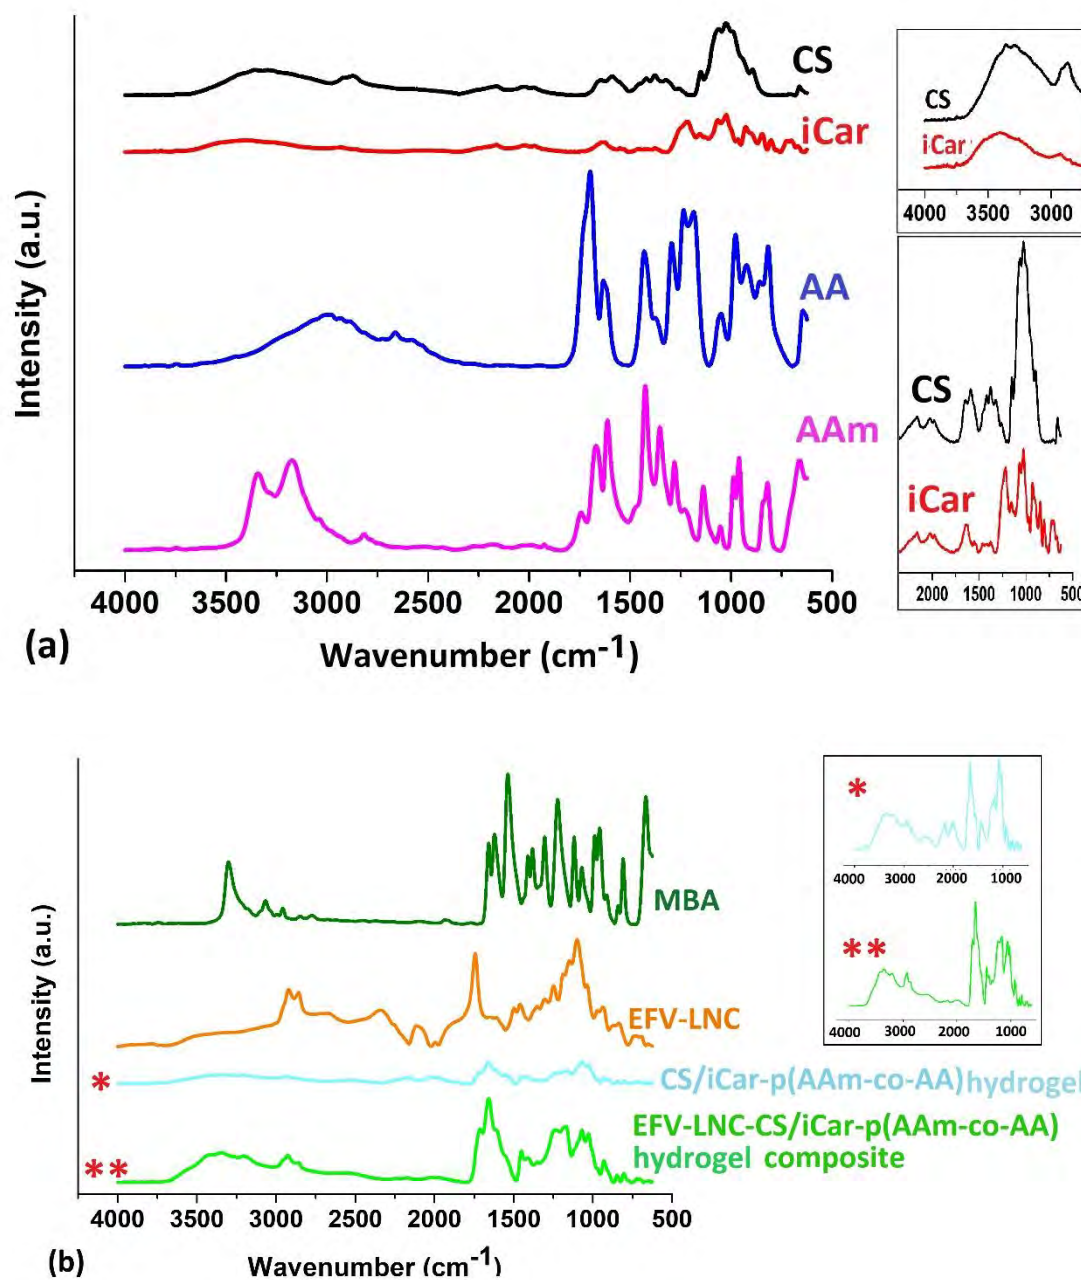 CS
iCar
AA
AAm
Intensity (a.u.)
4000 3500 3000 2500 2000 1500 1000 500
Wavenumber (cm-1)
(a)
CS
iCar
4000 3500 3000
CS
iCar
2000 1500 1000 500
MBA
EFV-LNC
* CS/iCar-p(AAm-co-AA) hydrogel
EFV-LNC-CS/iCar-p(AAm-co-AA)
** hydrogel composite
Intensity (a.u.)
4000 3500 3000 2500 2000 1500 1000 500
Wavenumber (cm-1)
(b)
*
4000 3000 2000 1000
**
4000 3000 2000 1000